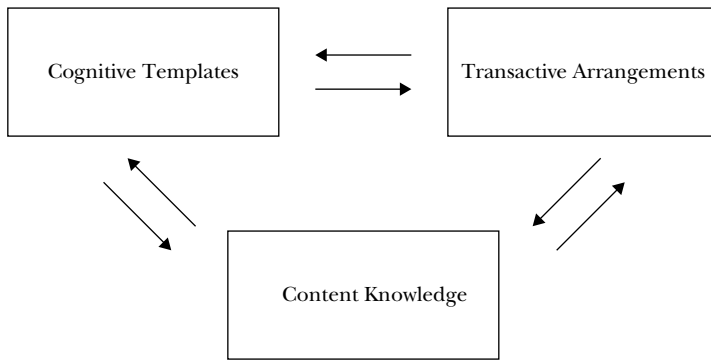 Cognitive Templates
Transactive Arrangements
Content Knowledge